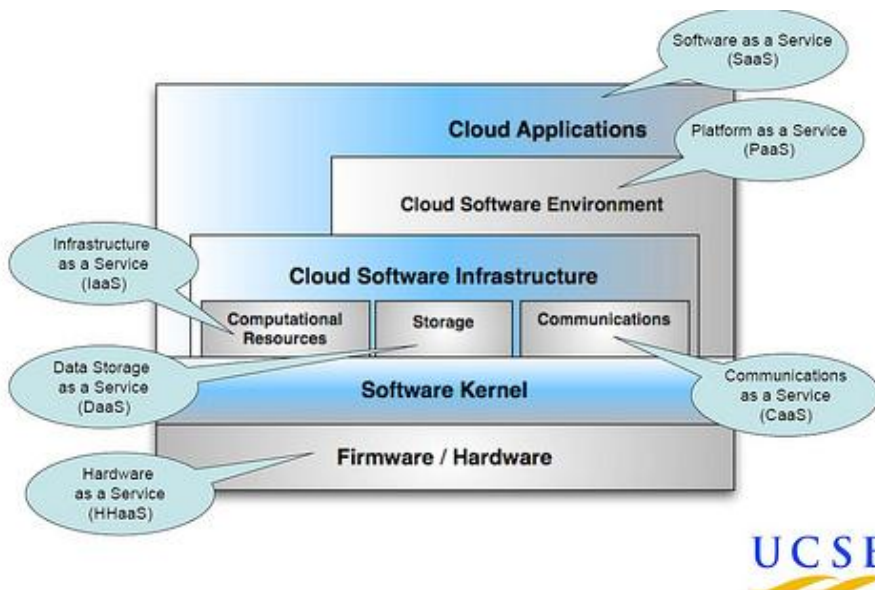 Software as a Service
(SaaS)
Cloud Applications
Platform as a Service
(PaaS)
Cloud Software Environment
Infrastructure
as a Service
(IaaS)
Cloud Software Infrastructure
Computational
Resources
Storage
Communications
Data Storage
as a Service
(DaaS)
Software Kernel
Communications
as a Service
(CaaS)
Firmware / Hardware
Hardware
as a Service
(HHaaS)